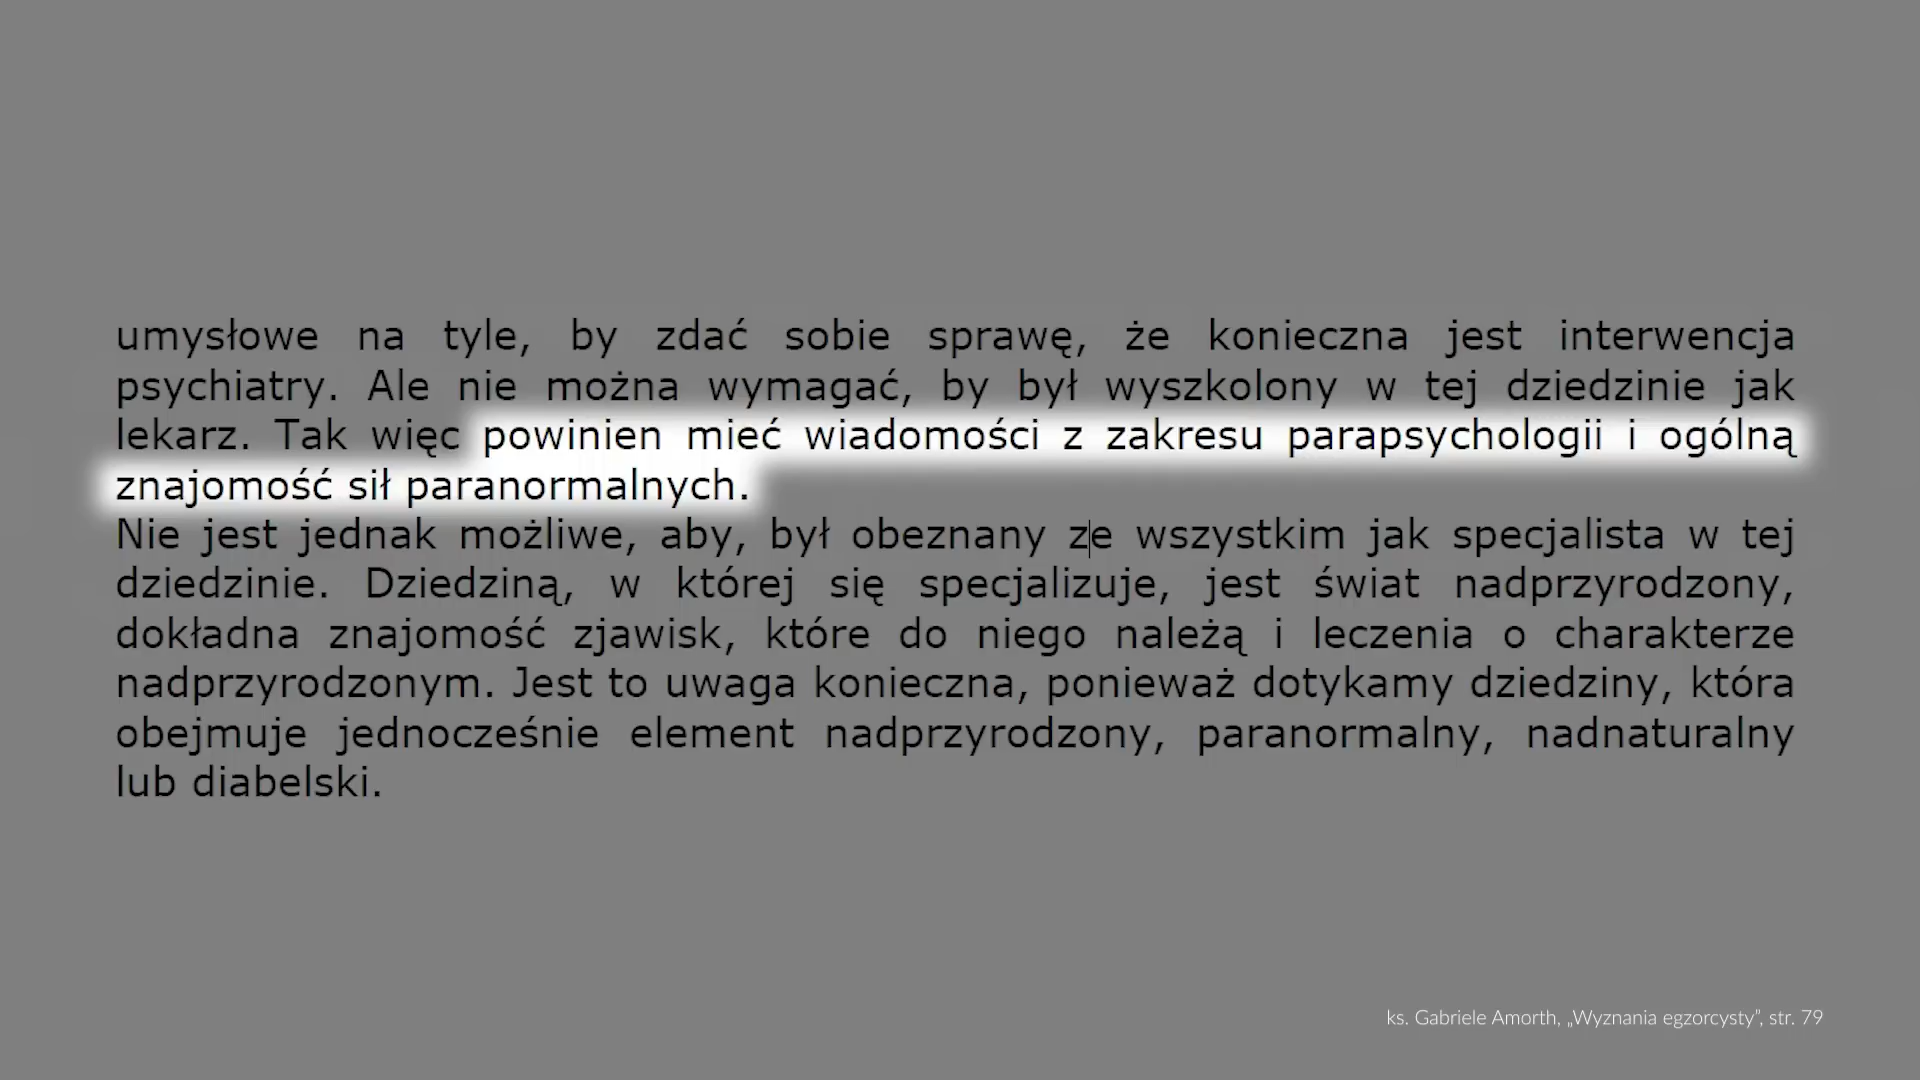 umysłowe na tyle, by zdać sobie sprawę, że konieczna jest interwencja
psychiatry. Ale nie można wymagać, by był wyszkolony w tej dziedzinie jak
lekarz. Tak więc powinien mieć wiadomości z zakresu parapsychologii i ogólną
znajomość sił paranormalnych.
Nie jest jednak możliwe, aby, był obeznany ze wszystkim jak specjalista w tej
dziedzinie. Dziedziną, w której się specjalizuje, jest świat nadprzyrodzony,
dokładna znajomość zjawisk, które do niego należą i leczenia o charakterze
nadprzyrodzonym. Jest to uwaga konieczna, ponieważ dotykamy dziedziny, która
obejmuje jednocześnie element nadprzyrodzony, paranormalny, nadnaturalny
lub diabelski.
ks. Gabriele Amorth, „Wyznania egzorcysty”, str. 79